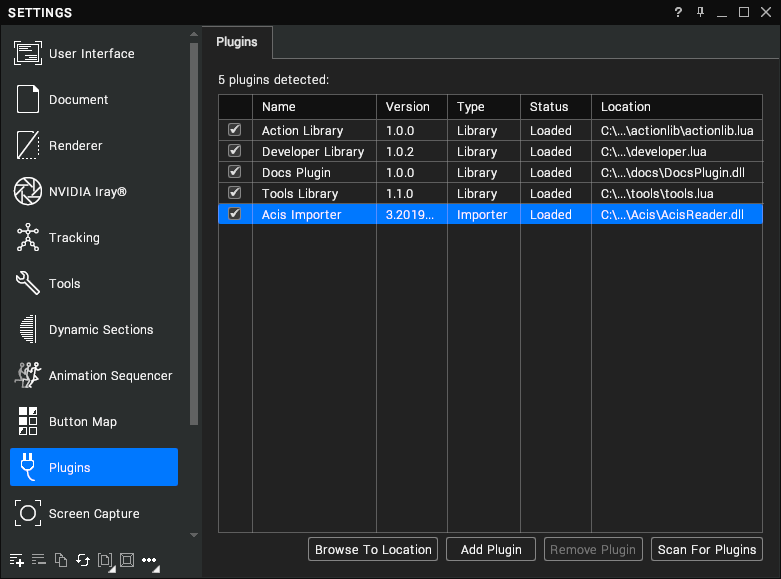 SETTINGS
?
User Interface
Document
Renderer
NVIDIA Iray®
Tracking
Tools
Dynamic Sections
Animation Sequencer
Button Map
Plugins
Screen Capture
Plugins
5 plugins detected:
Name Version Type Status Location
Action Library 1.0.0 Library Loaded C:\...\actionlib\actionlib.lua
Developer Library 1.0.2 Library Loaded C:\...\developer.lua
Docs Plugin 1.0.0 Library Loaded C:\...\docs\DocsPlugin.dll
Tools Library 1.1.0 Library Loaded C:\...\tools\tools.lua
Acis Importer 3.2019... Importer Loaded C:\...\Acis\AcisReader.dll
Browse To Location Add Plugin Remove Plugin Scan For Plugins